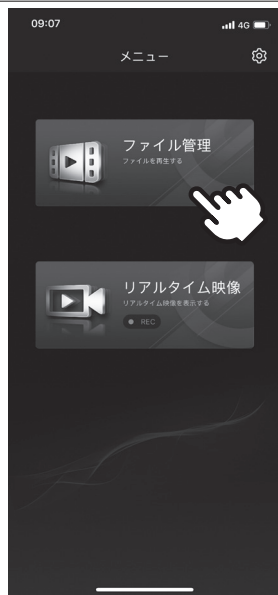 09:07
4G
メニュー
ファイル管理
ファイルを再生する
リアルタイム映像
リアルタイム映像を表示する
REC